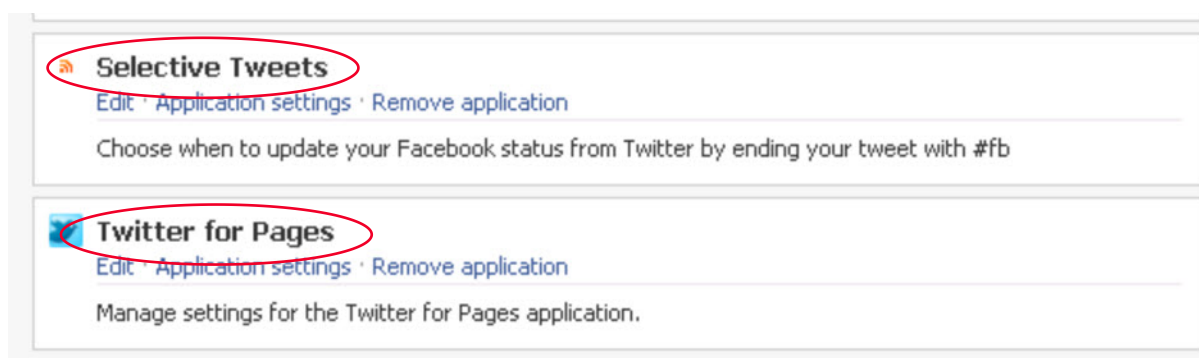 Selective Tweets
Edit · Application settings · Remove application
Choose when to update your Facebook status from Twitter by ending your tweet with #fb
Twitter for Pages
Edit · Application settings · Remove application
Manage settings for the Twitter for Pages application.